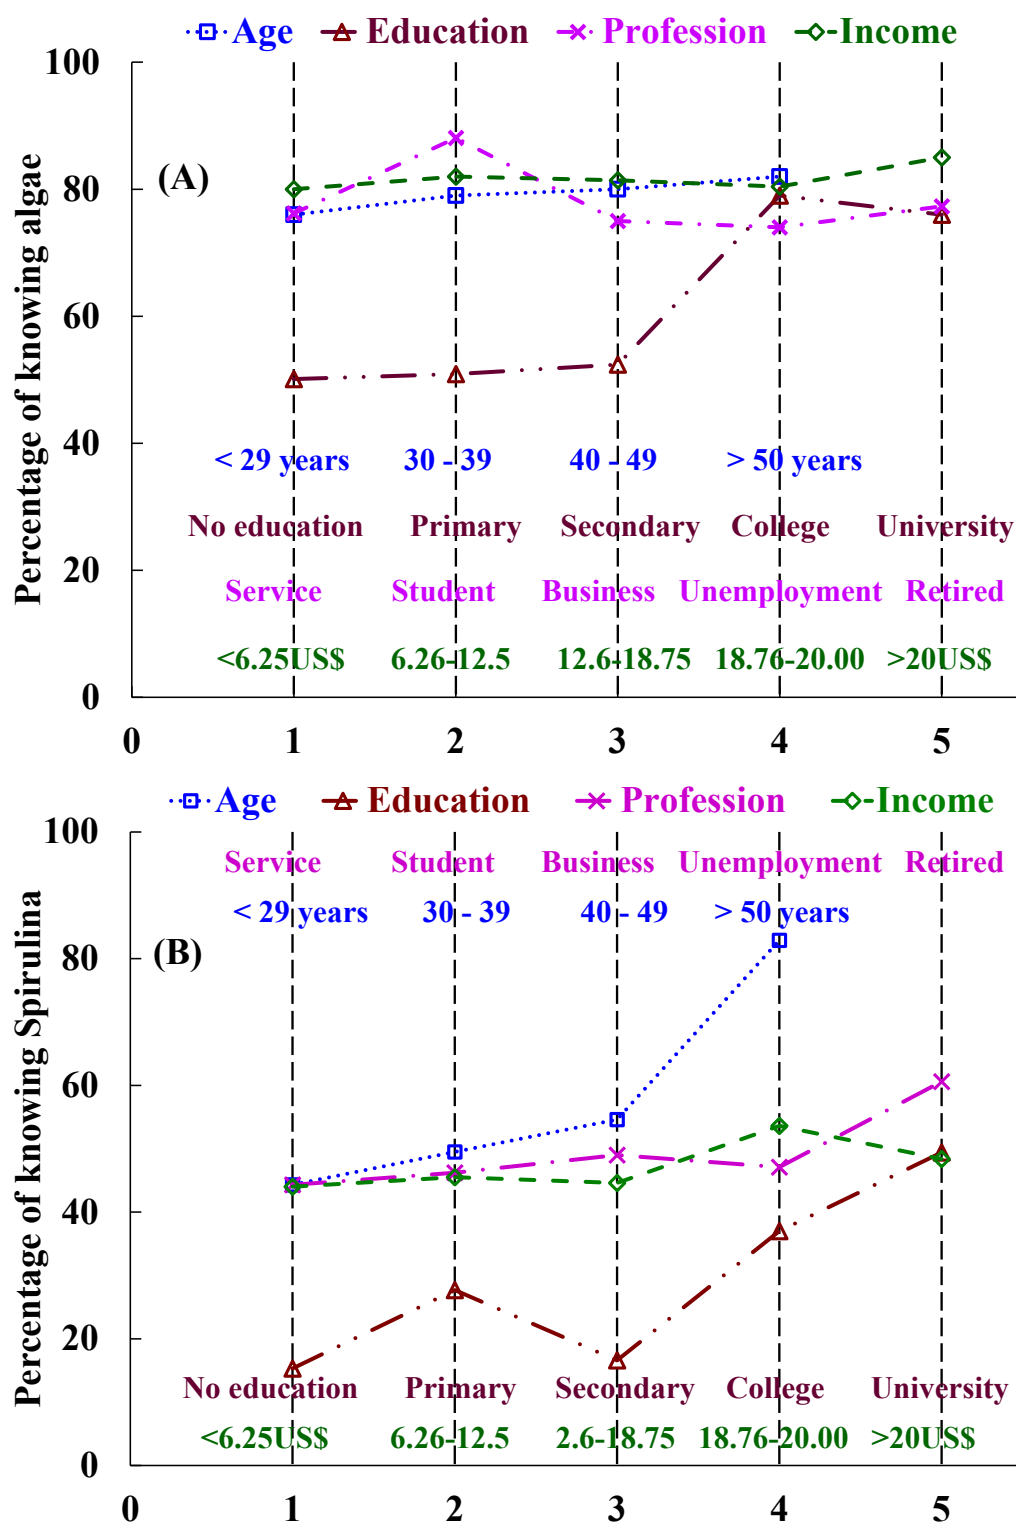 Age Education Profession Income
100
80
60
40
20
0
Percentage of knowing algae
(A)
< 29 years 30 - 39 40 - 49 > 50 years
No education Primary Secondary College University
Service Student Business Unemployment Retired
<6.25US$ 6.26-12.5 12.6-18.75 18.76-20.00 >20US$
0 1 2 3 4 5
Age Education Profession Income
100
80
60
40
20
0
Percentage of knowing Spirulina
Service Student Business Unemployment Retired
< 29 years 30 - 39 40 - 49 > 50 years
(B)
No education Primary Secondary College University
<6.25US$ 6.26-12.5 2.6-18.75 18.76-20.00 >20US$
0 1 2 3 4 5